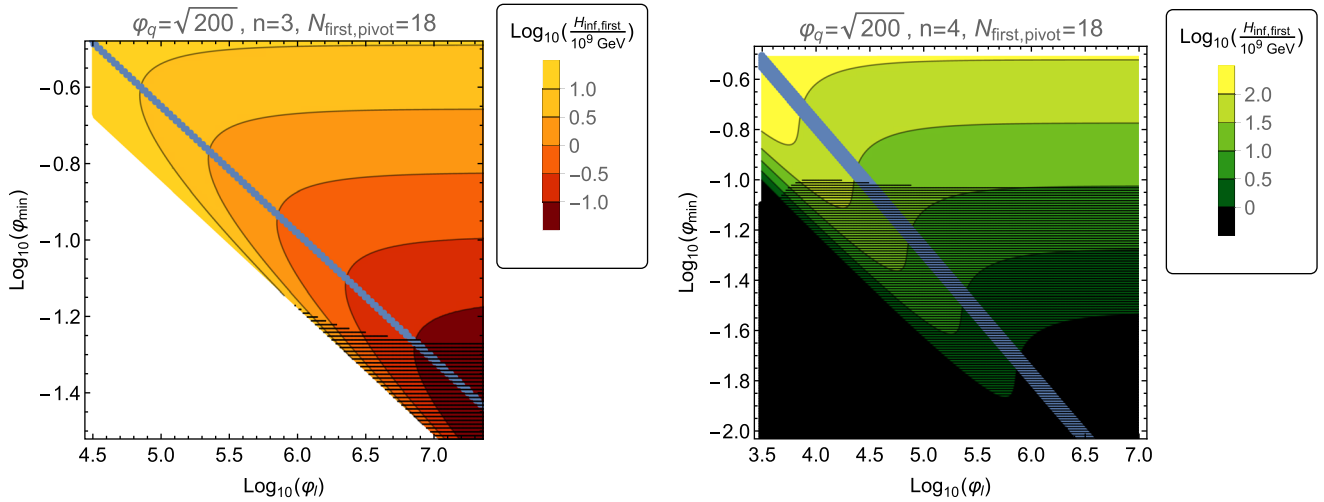 φq=√200 , n=3, Nfirst,pivot=18
Log10(Hinf,first/10^9 GeV)
1.0
0.5
0
−0.5
−1.0
Log10(φmin)
−0.6
−0.8
−1.0
−1.2
−1.4
4.5 5.0 5.5 6.0 6.5 7.0
Log10(φl)
φq=√200 , n=4, Nfirst,pivot=18
Log10(Hinf,first/10^9 GeV)
2.0
1.5
1.0
0.5
0
Log10(φmin)
−0.6
−0.8
−1.0
−1.2
−1.4
−1.6
−1.8
−2.0
3.5 4.0 4.5 5.0 5.5 6.0 6.5 7.0
Log10(φl)